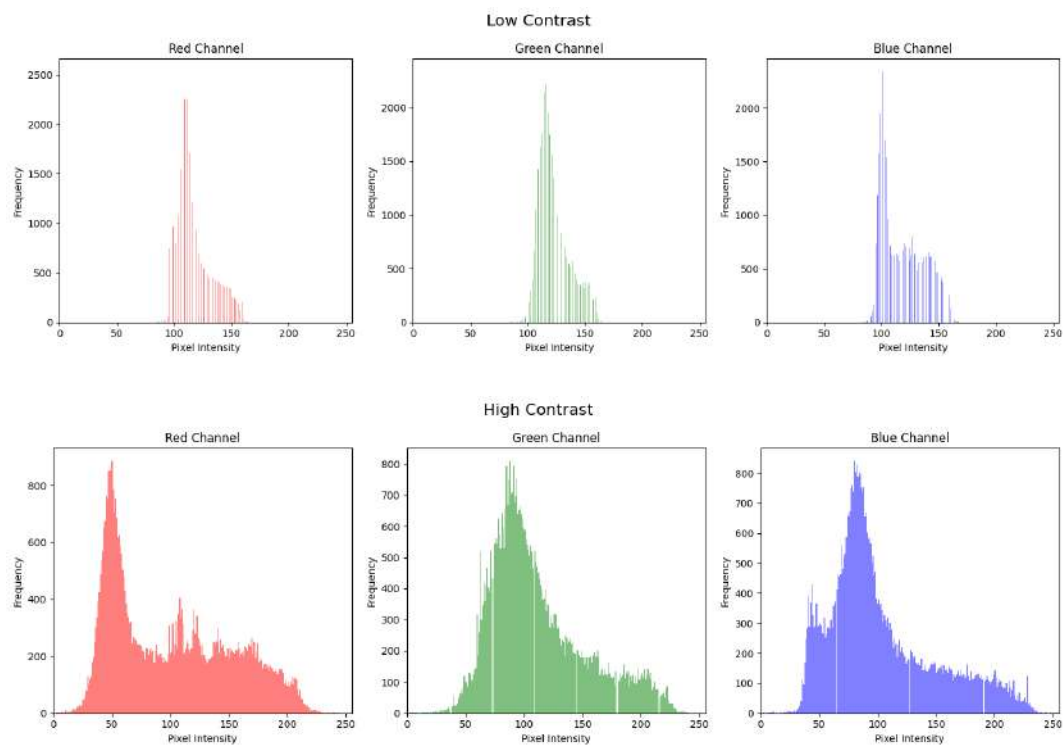 Low Contrast
Red Channel
Green Channel
Blue Channel
2500
2000
1500
1000
500
0
Frequency
0 50 100 150 200 250
Pixel Intensity
2000
1500
1000
500
0
Frequency
0 50 100 150 200 250
Pixel Intensity
2000
1500
1000
500
0
Frequency
0 50 100 150 200 250
Pixel Intensity
High Contrast
Red Channel
Green Channel
Blue Channel
800
600
400
200
0
Frequency
0 50 100 150 200 250
Pixel Intensity
800
700
600
500
400
300
200
100
0
Frequency
0 50 100 150 200 250
Pixel Intensity
800
700
600
500
400
300
200
100
0
Frequency
0 50 100 150 200 250
Pixel Intensity